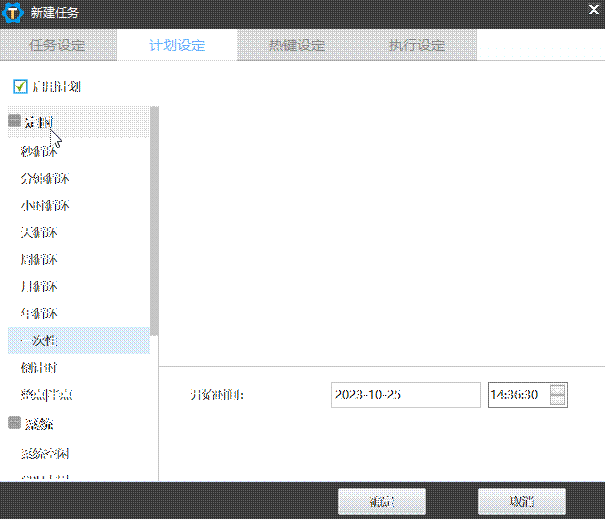 新建任务
任务设定 计划设定 热键设定 执行设定
启用计划
定时
秒循环
分钟循环
小时循环
天循环
周循环
月循环
年循环
一次性
倒计时
整点|半点
系统
系统空闲
开始时间: 2023-10-25 14:36:30
确定 取消